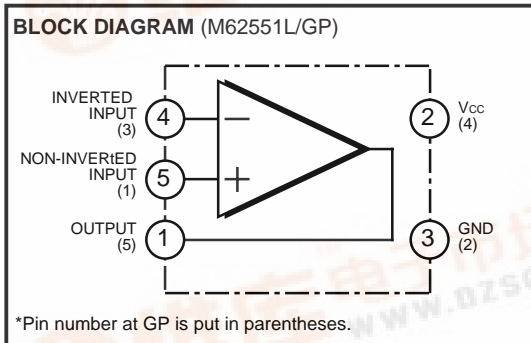 BLOCK DIAGRAM (M62551L/GP)
INVERTED
INPUT
(3)
4
−
2
Vcc
(4)
NON-INVERtED
INPUT
(1)
5
+
OUTPUT
(5)
1
3
GND
(2)
*Pin number at GP is put in parentheses.